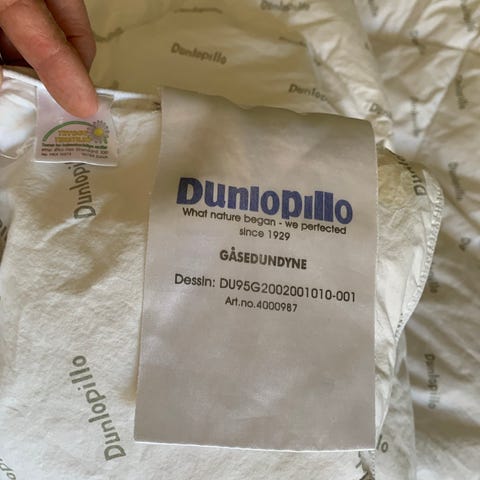 Dunlopillo
What nature began - we perfected
since 1929
GÅSEDUNDYNE
Dessin: DU95G2002001010-001
Art.no. 4000987
Dunlopillo
Dunlopillo
Dunlopillo
Dunlopillo